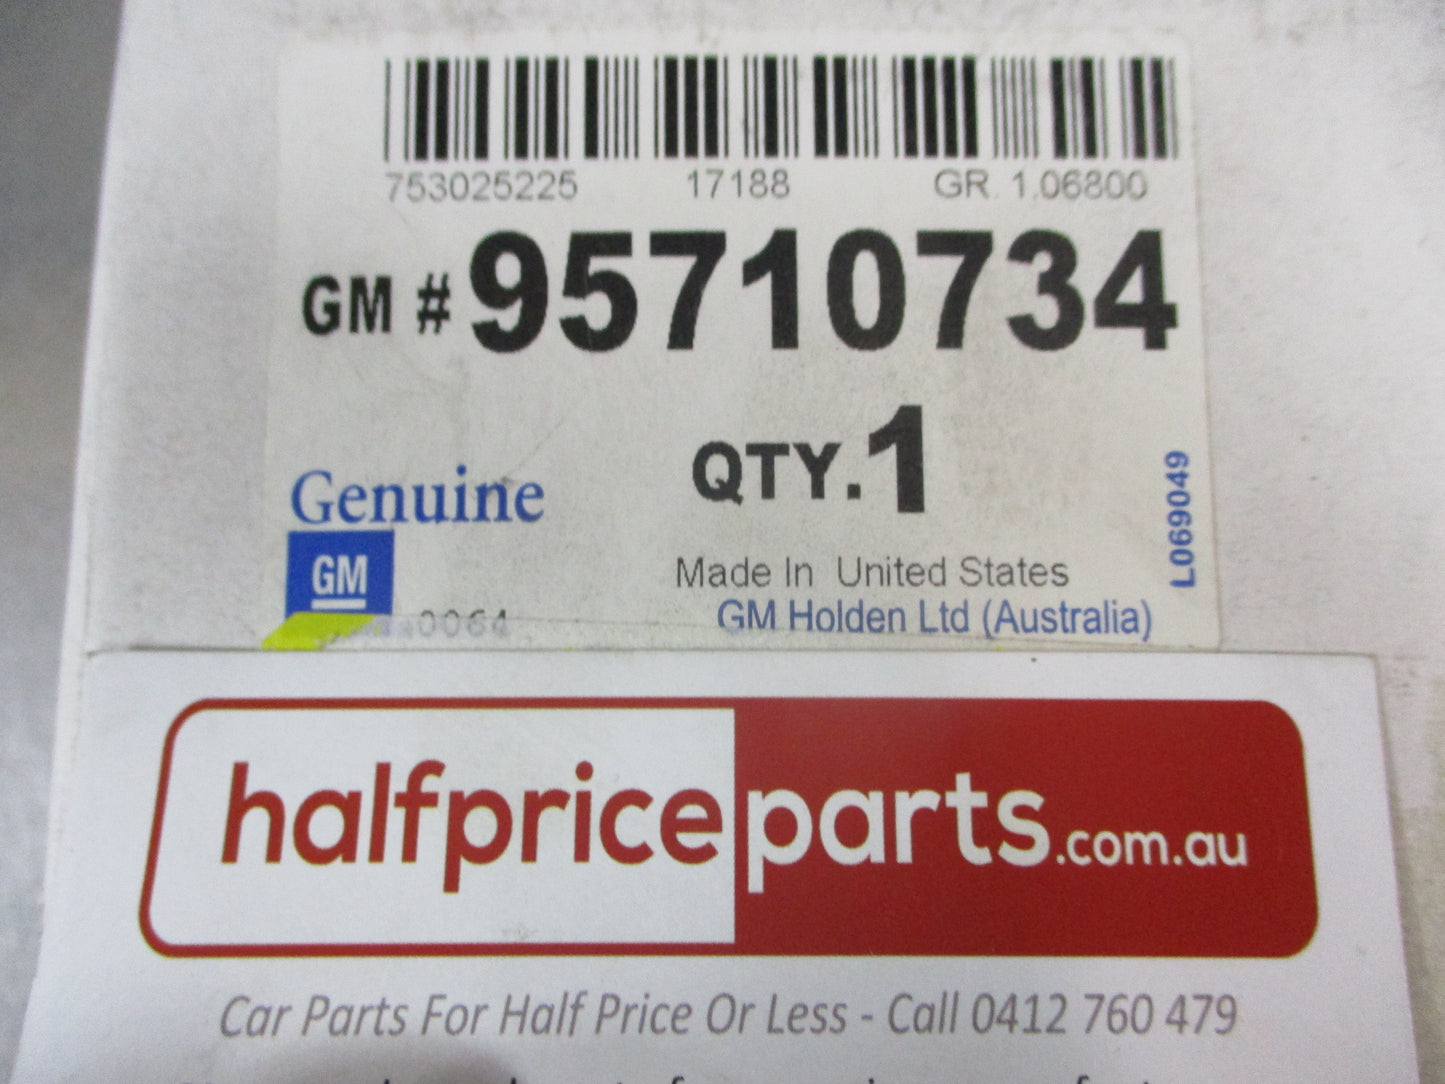 753025225 17188 GR. 1.06800
GM # 95710734
QTY. 1
Genuine
GM
L069049
Made In United States
0064 GM Holden Ltd (Australia)
halfpriceparts.com.au
Car Parts For Half Price Or Less - Call 0412 760 479